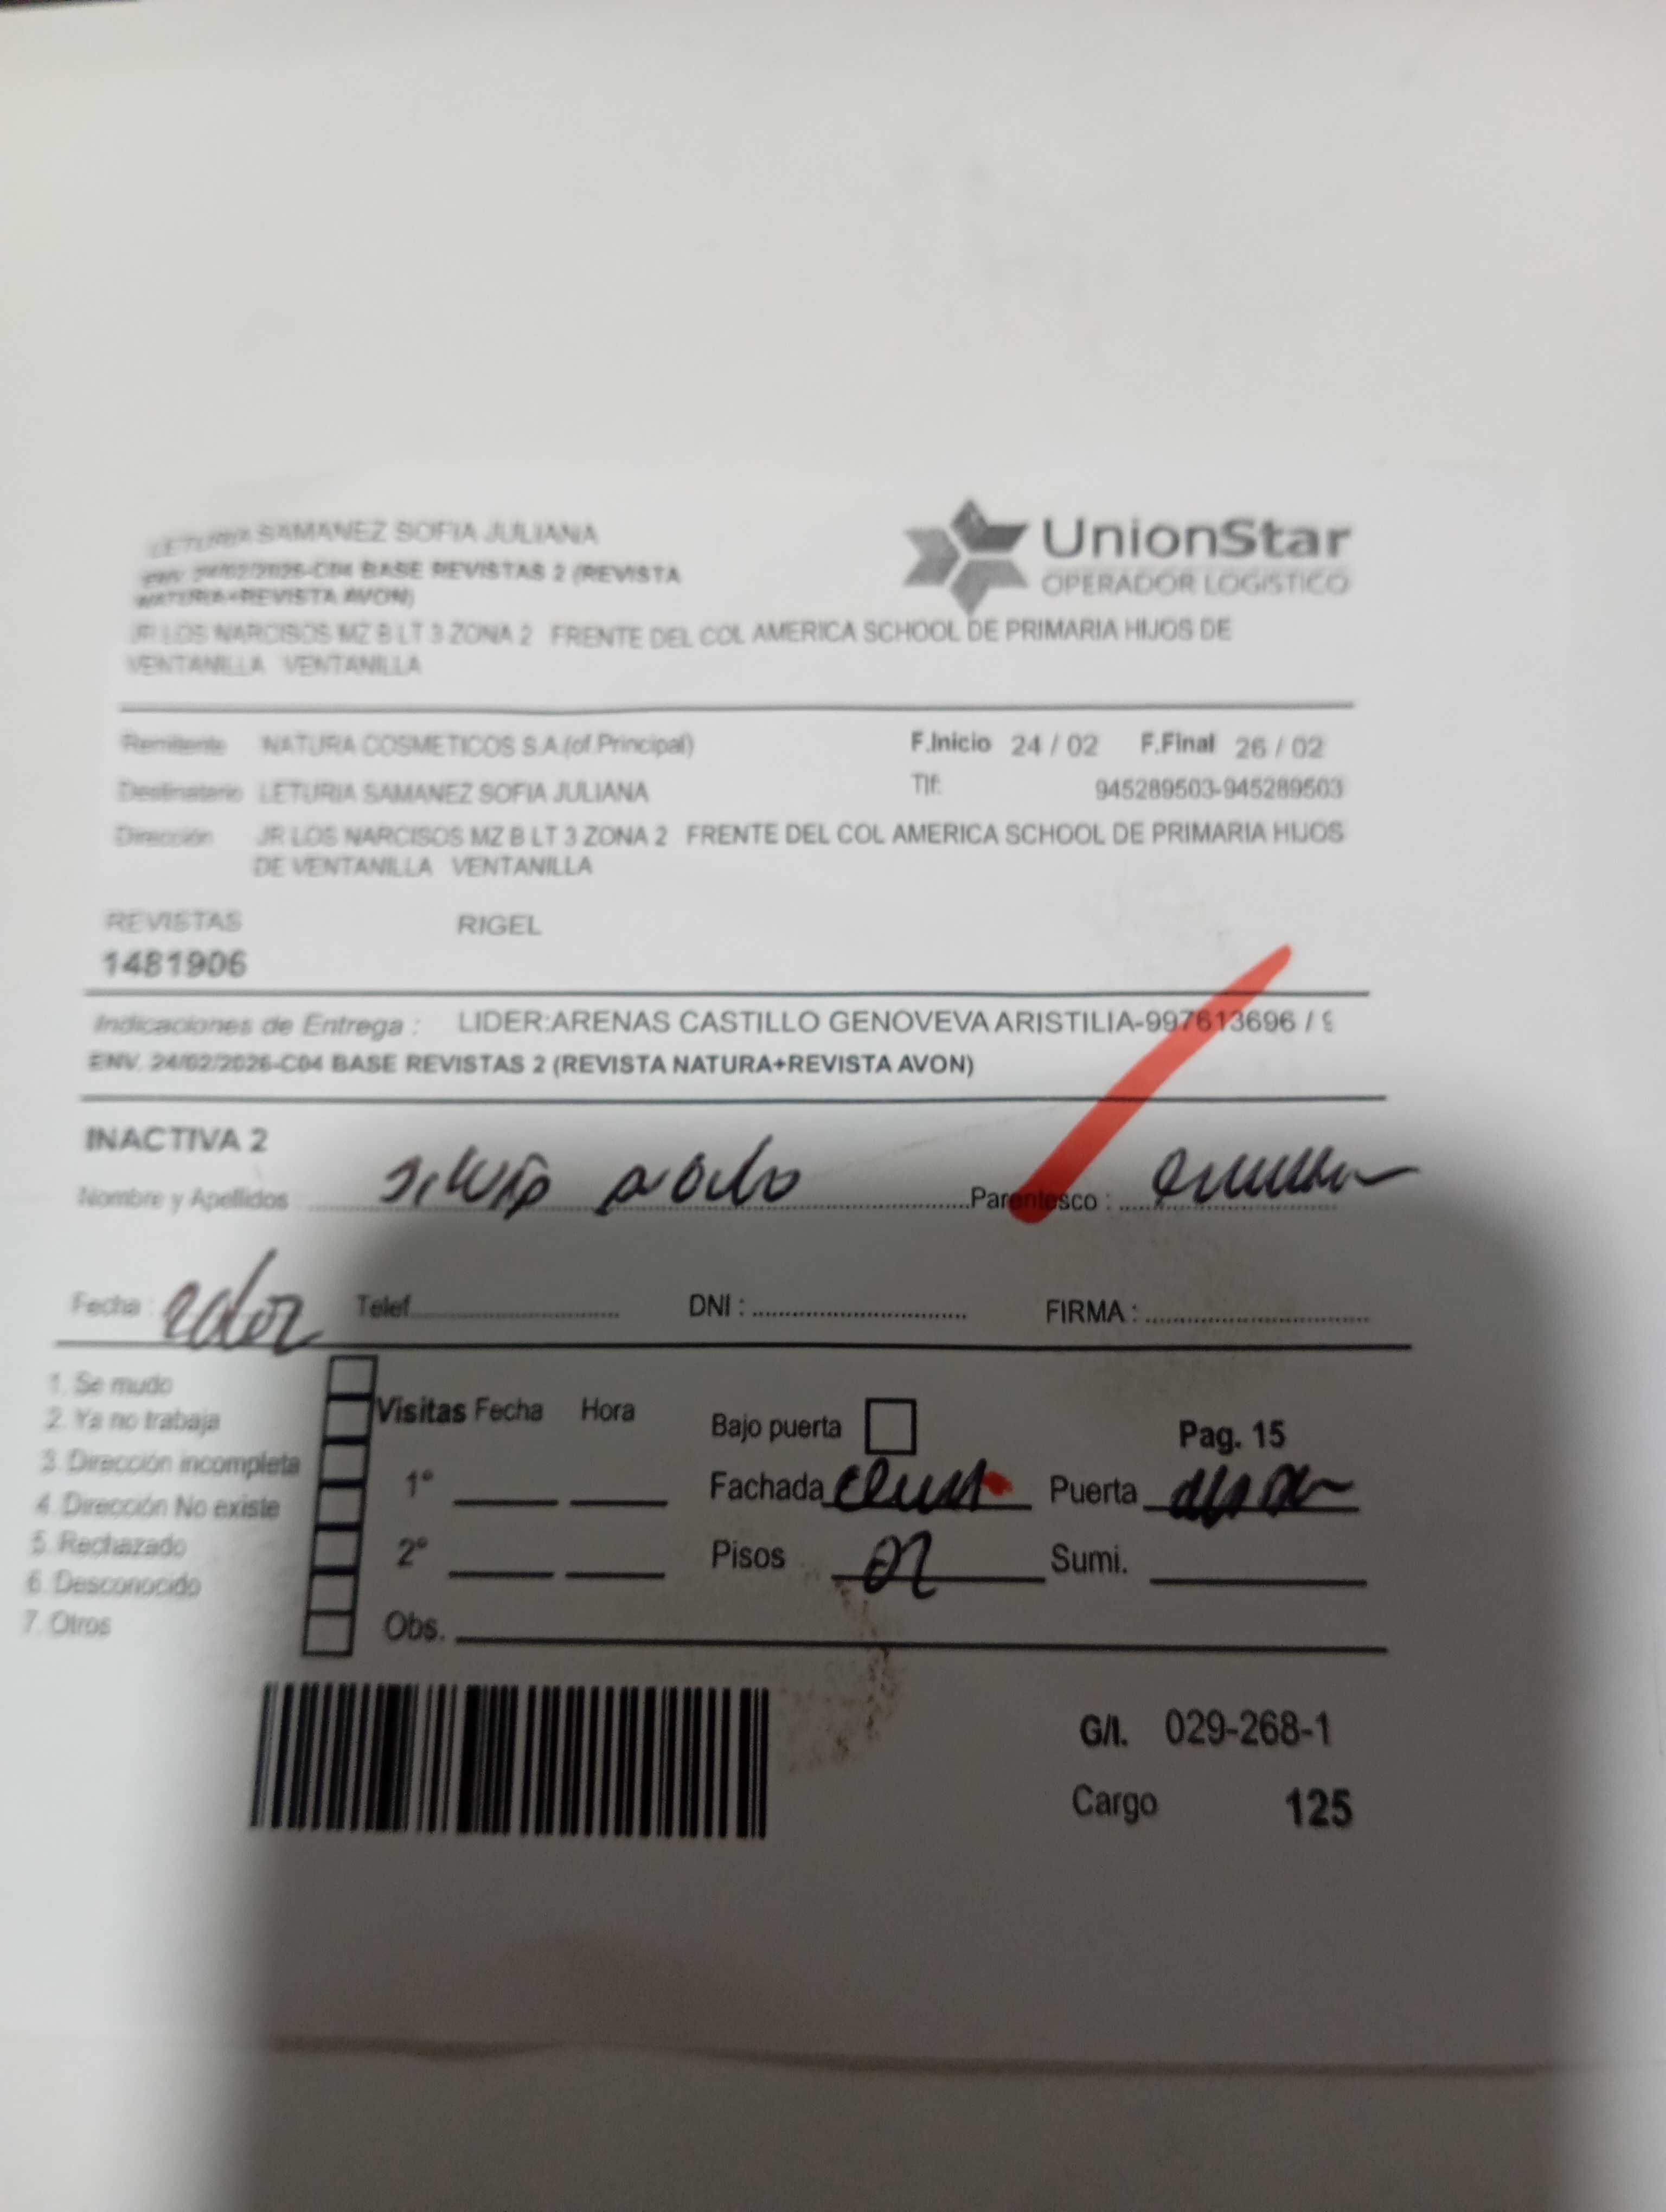 LETURIA SAMANEZ SOFIA JULIANA
ENV. 24/02/2026-C04 BASE REVISTAS 2 (REVISTA
NATURA+REVISTA AVON)
JR LOS NARCISOS MZ B LT 3 ZONA 2 FRENTE DEL COL AMERICA SCHOOL DE PRIMARIA HIJOS DE
VENTANILLA VENTANILLA
UnionStar
OPERADOR LOGISTICO
Remitente NATURA COSMETICOS S.A.(of.Principal) F.Inicio 24 / 02 F.Final 26 / 02
Destinatario LETURIA SAMANEZ SOFIA JULIANA Tlf: 945289503-945289503
Dirección JR LOS NARCISOS MZ B LT 3 ZONA 2 FRENTE DEL COL AMERICA SCHOOL DE PRIMARIA HIJOS
DE VENTANILLA VENTANILLA
REVISTAS RIGEL
1481906
Indicaciones de Entrega : LIDER:ARENAS CASTILLO GENOVEVA ARISTILIA-997613696 / 9
ENV. 24/02/2026-C04 BASE REVISTAS 2 (REVISTA NATURA+REVISTA AVON)
INACTIVA 2
Nombre y Apellidos Parentesco :
Fecha : Telef. DNI : FIRMA :
1. Se mudo
2. Ya no trabaja
3. Dirección incompleta
4. Dirección No existe
5. Rechazado
6. Desconocido
7. Otros
Visitas Fecha Hora
1°
2°
Obs.
Bajo puerta
Fachada
Pisos 02
Pag. 15
Puerta
Sumi.
G/I. 029-268-1
Cargo 125